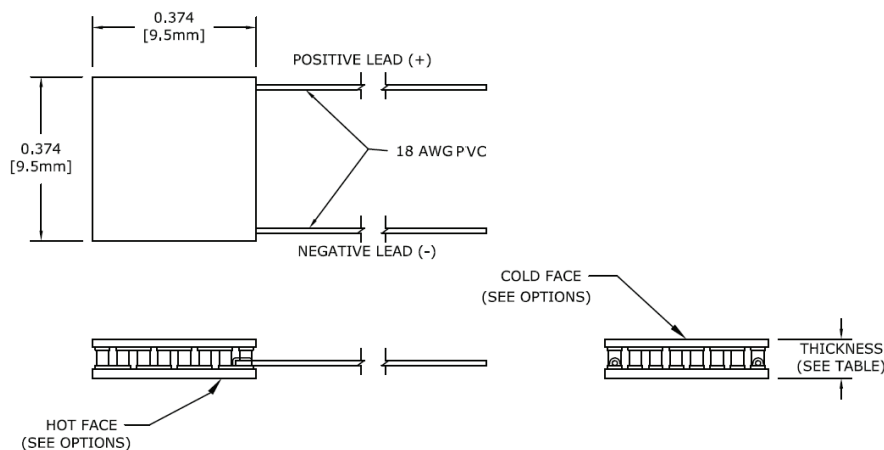 0.374
[9.5mm]
POSITIVE LEAD (+)
0.374
[9.5mm]
18 AWG PVC
NEGATIVE LEAD (-)
COLD FACE
(SEE OPTIONS)
THICKNESS
(SEE TABLE)
HOT FACE
(SEE OPTIONS)